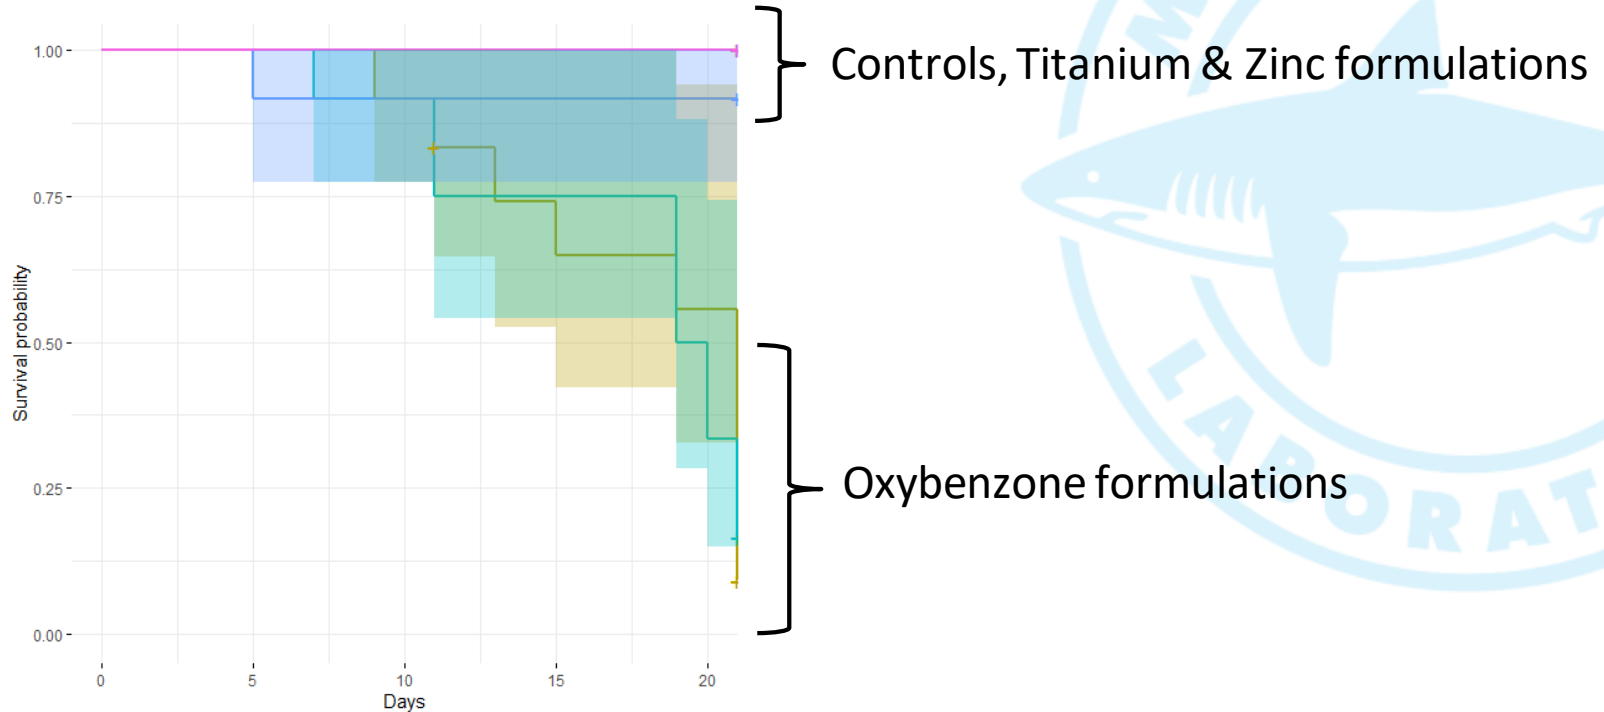 1.00
0.75
0.50
0.25
0.00
Survival probability
0
5
10
15
20
Days
Controls, Titanium & Zinc formulations
Oxybenzone formulations
M
LABORAT